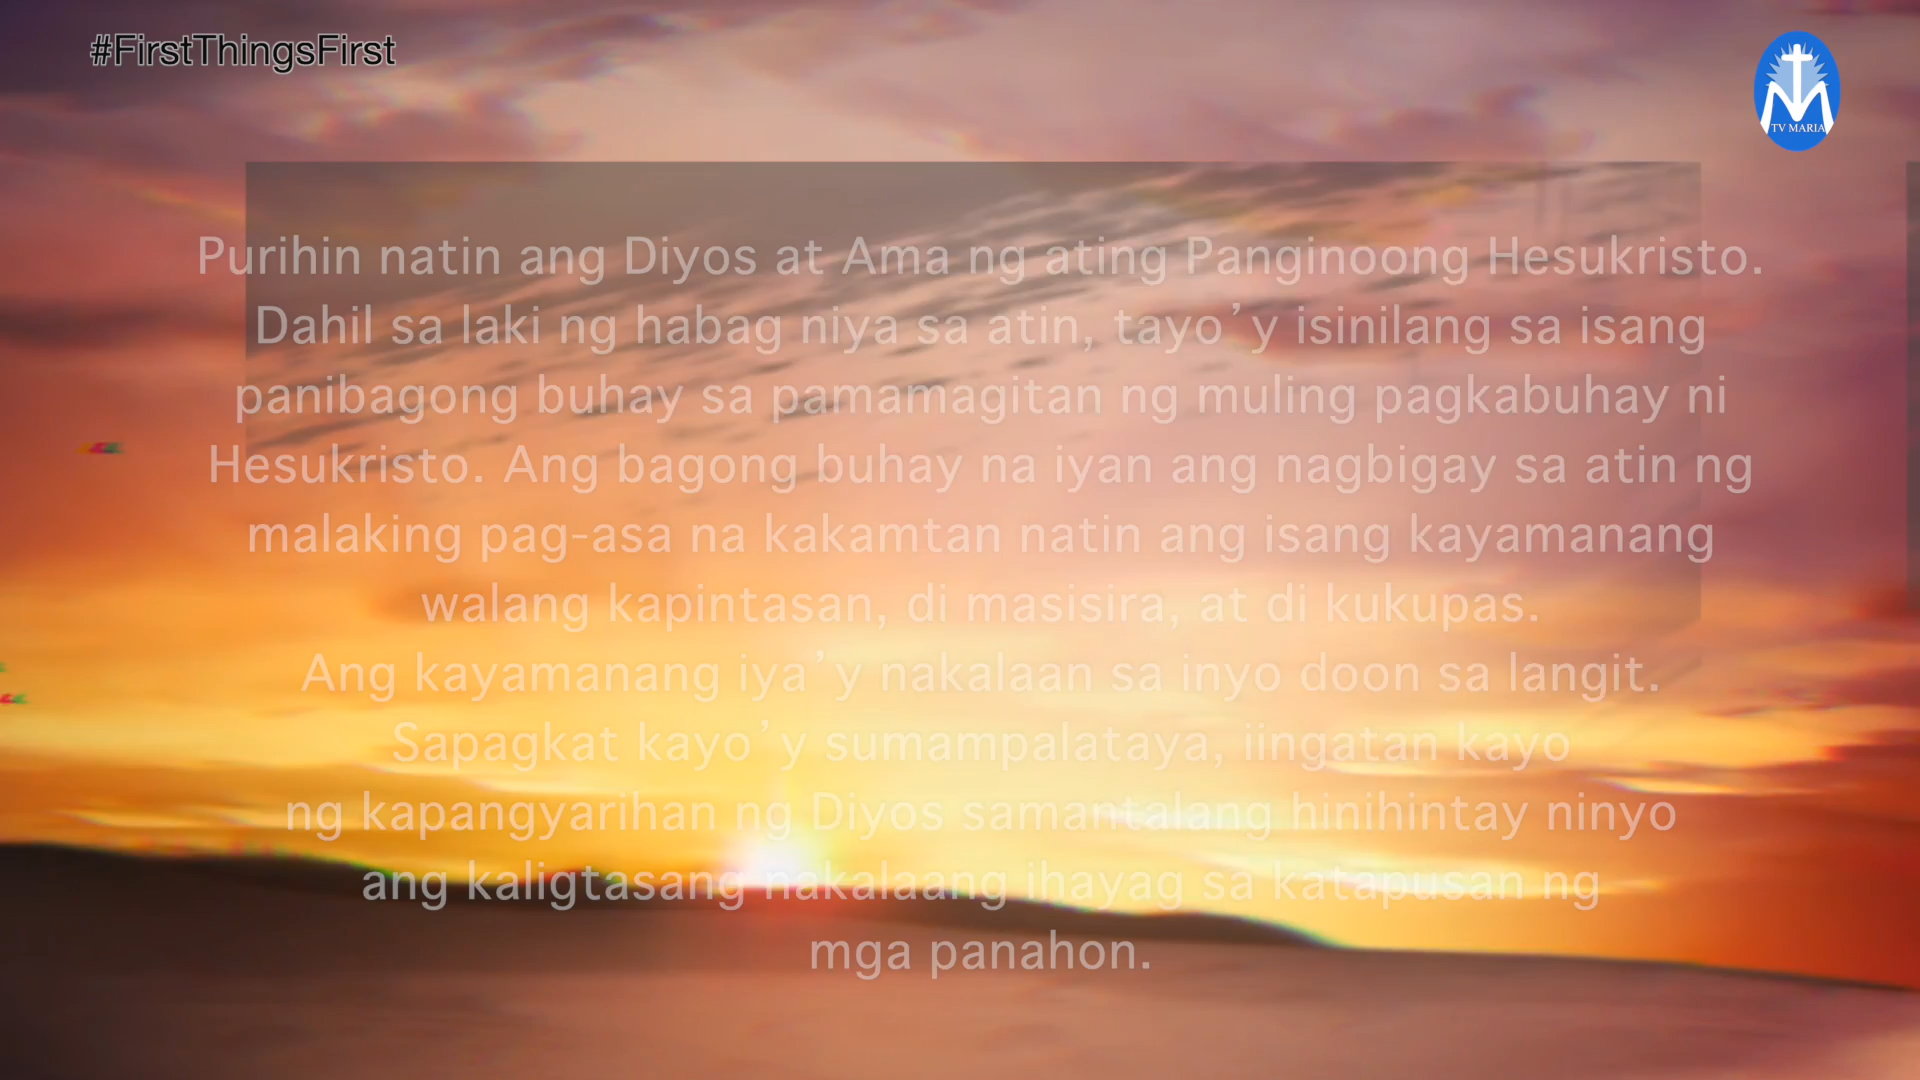 #FirstThingsFirst
TV MARIA
Purihin natin ang Diyos at Ama ng ating Panginoong Hesukristo.
Dahil sa laki ng habag niya sa atin, tayo’y isinilang sa isang
panibagong buhay sa pamamagitan ng muling pagkabuhay ni
Hesukristo. Ang bagong buhay na iyan ang nagbigay sa atin ng
malaking pag-asa na kakamtan natin ang isang kayamanang
walang kapintasan, di masisira, at di kukupas.
Ang kayamanang iya’y nakalaan sa inyo doon sa langit.
Sapagkat kayo’y sumampalataya, iingatan kayo
ng kapangyarihan ng Diyos samantalang hinihintay ninyo
ang kaligtasang nakalaang ihayag sa katapusan ng
mga panahon.